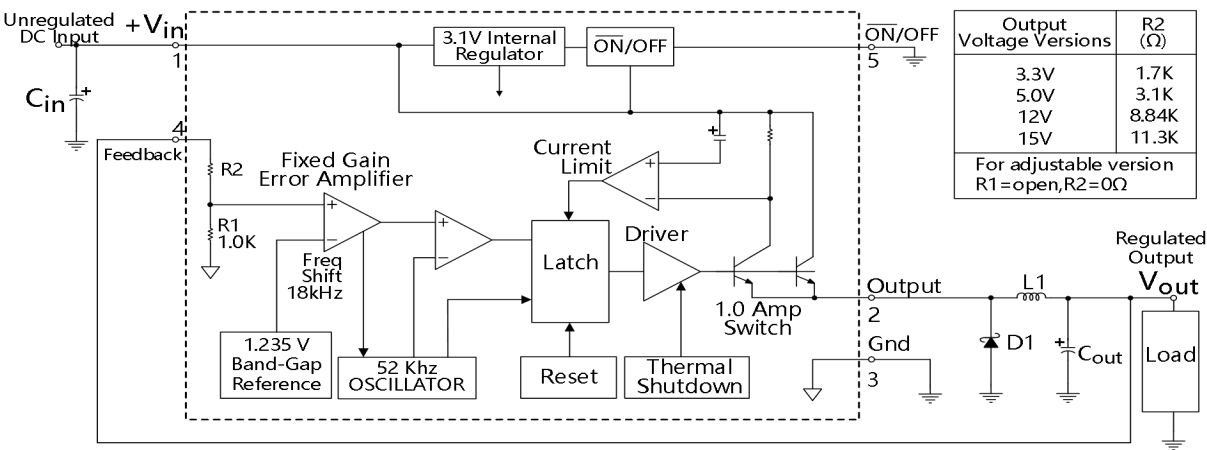 Unregulated
DC Input
+Vin
1
Cin
+
4
Feedback
3.1V Internal
Regulator
ON/OFF
ON/OFF
5
Output
Voltage Versions
R2
(Ω)
3.3V
1.7K
5.0V
3.1K
12V
8.84K
15V
11.3K
For adjustable version
R1=open,R2=0Ω
R2
R1
1.0K
Fixed Gain
Error Amplifier
+
−
Freq
Shift
18kHz
+
−
Current
Limit
+
−
+
Latch
Driver
1.0 Amp
Switch
1.235 V
Band-Gap
Reference
52 Khz
OSCILLATOR
Reset
Thermal
Shutdown
Output
2
Gnd
3
L1
D1
+
Cout
Regulated
Output
Vout
Load